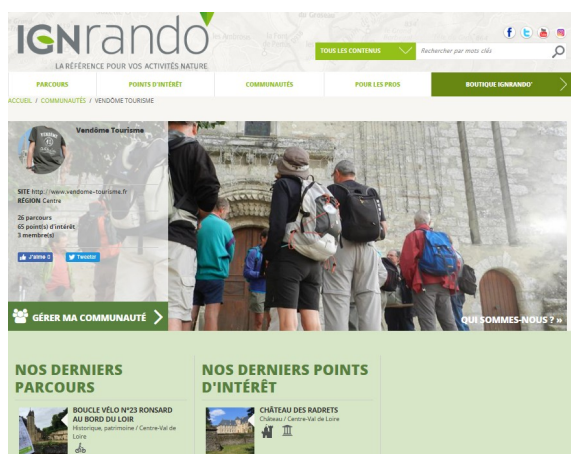 IGNrando
LA RÉFÉRENCE POUR VOS ACTIVITÉS NATURE
TOUS LES CONTENUS
Rechercher par mots clés
PARCOURS
POINTS D'INTÉRÊT
COMMUNAUTÉS
POUR LES PROS
BOUTIQUE IGNRANDO'
ACCUEIL / COMMUNAUTÉS / VENDÔME TOURISME
Vendôme Tourisme
SITE http://www.vendome-tourisme.fr
RÉGION Centre
26 parcours
65 point(s) d'intérêt
3 membre(s)
J'aime 0
Tweeter
GÉRER MA COMMUNAUTÉ
QUI SOMMES-NOUS ? »
NOS DERNIERS
PARCOURS
BOUCLE VÉLO N°23 RONSARD
AU BORD DU LOIR
Historique, patrimoine / Centre-Val de
Loire
NOS DERNIERS POINTS
D'INTÉRÊT
CHÂTEAU DES RADRETS
Château / Centre-Val de Loire